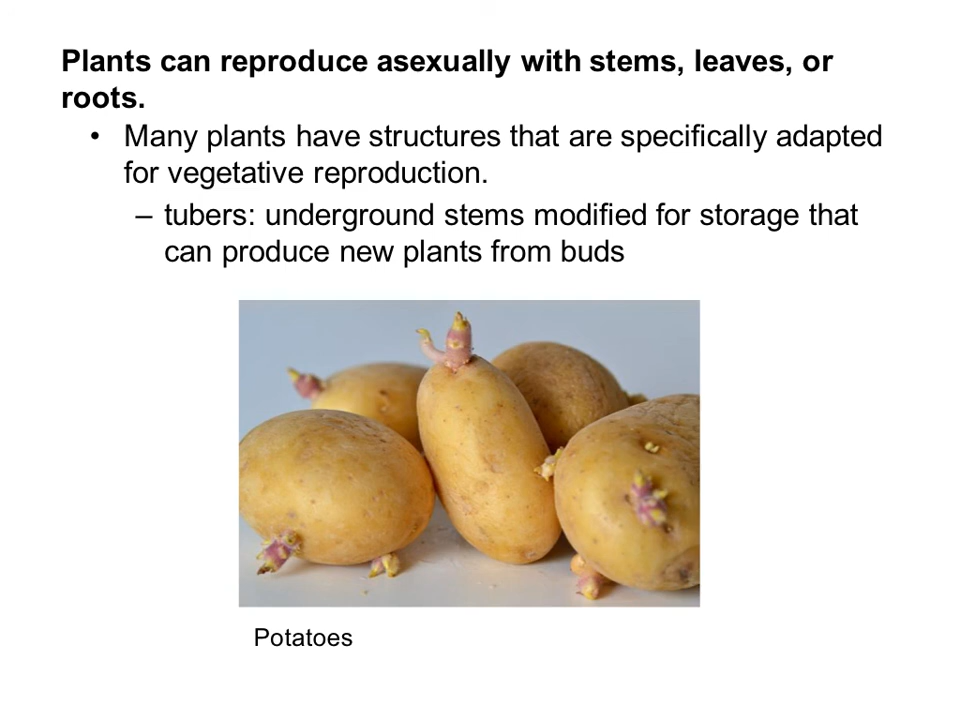 Plants can reproduce asexually with stems, leaves, or
roots.
• Many plants have structures that are specifically adapted
for vegetative reproduction.
– tubers: underground stems modified for storage that
can produce new plants from buds
Potatoes